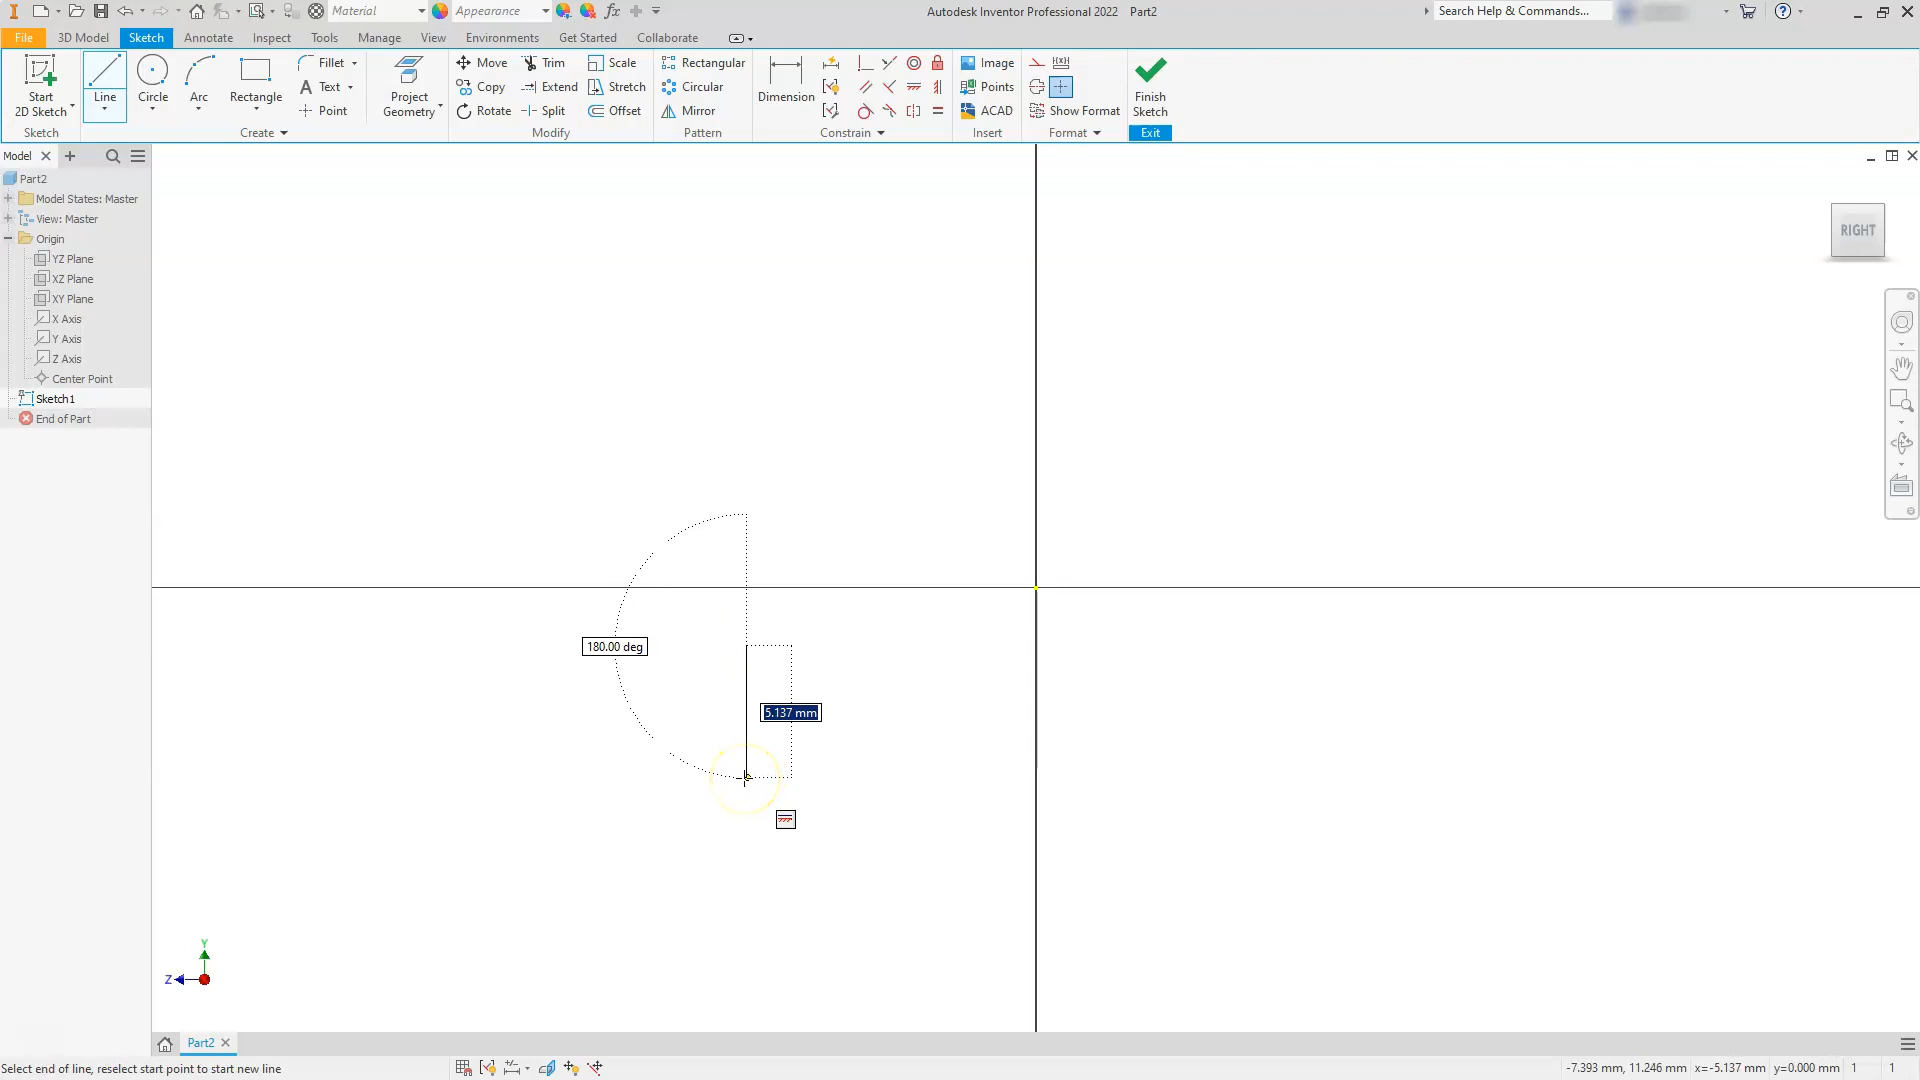 Material
Appearance
fx
Autodesk Inventor Professional 2022 Part2
Search Help & Commands...
File
3D Model
Sketch
Annotate
Inspect
Tools
Manage
View
Environments
Get Started
Collaborate
Start
2D Sketch
Line
Circle
Arc
Rectangle
Fillet
Text
Point
Project
Geometry
Move
Copy
Rotate
Trim
Extend
Split
Scale
Stretch
Offset
Rectangular
Circular
Mirror
Dimension
Image
Points
ACAD
Show Format
Finish
Sketch
Sketch
Create
Modify
Pattern
Constrain
Insert
Format
Exit
Model
Part2
Model States: Master
View: Master
Origin
YZ Plane
XZ Plane
XY Plane
X Axis
Y Axis
Z Axis
Center Point
Sketch1
End of Part
RIGHT
180.00 deg
5.137 mm
Y
Z
Part2
Select end of line, reselect start point to start new line
-7.393 mm, 11.246 mm x=-5.137 mm y=0.000 mm 1 1